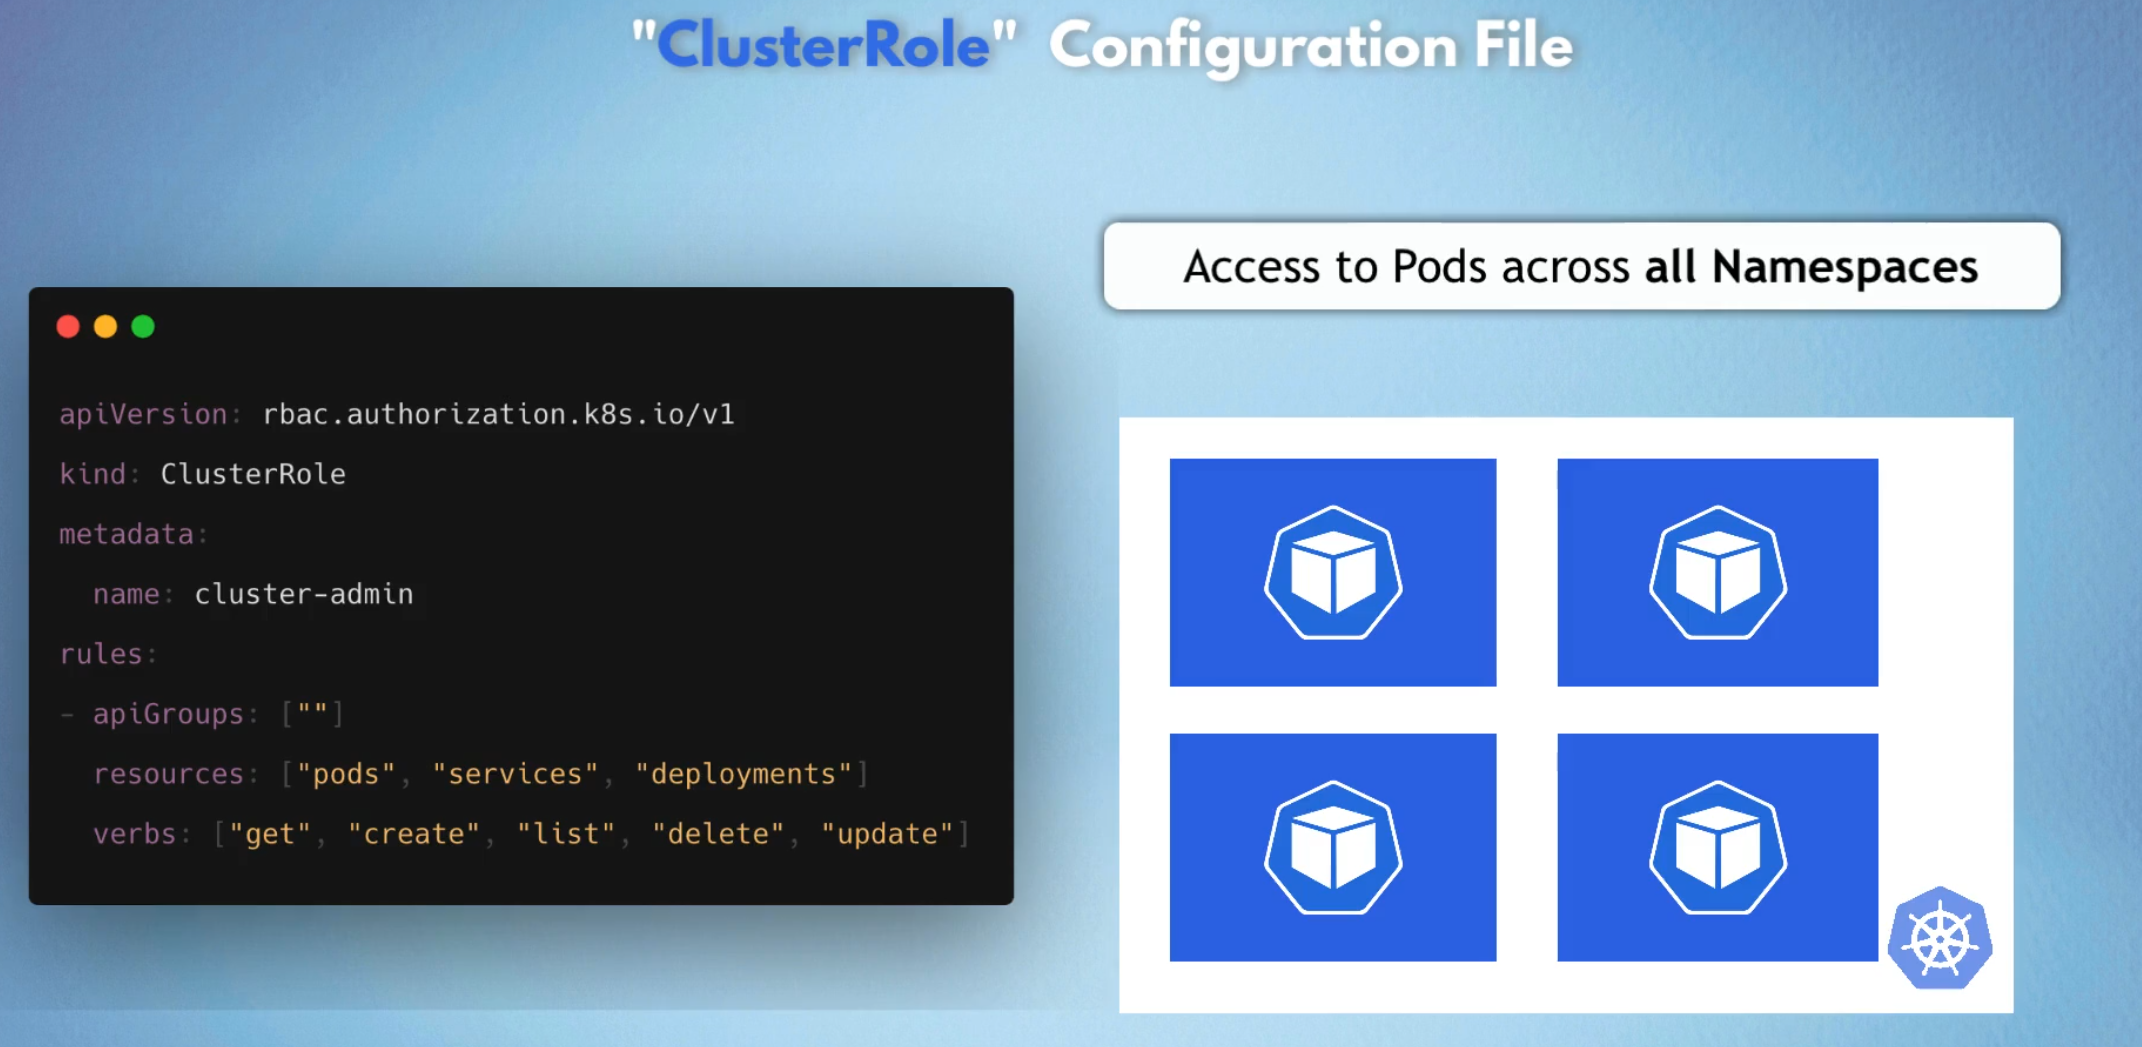 "ClusterRole" Configuration File
Access to Pods across all Namespaces
apiVersion: rbac.authorization.k8s.io/v1
kind: ClusterRole
metadata:
  name: cluster-admin
rules:
- apiGroups: [""]
  resources: ["pods", "services", "deployments"]
  verbs: ["get", "create", "list", "delete", "update"]